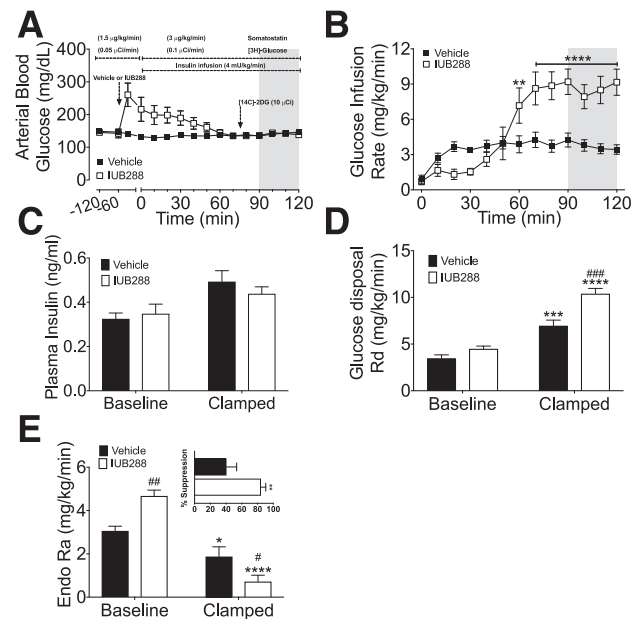 A
(1.5 μg/kg/min) (3 μg/kg/min) Somatostatin
(0.05 μCi/min) (0.1 μCi/min) [3H]-Glucose
Insulin infusion (4 mU/kg/min)
Vehicle or IUB288
[14C]-2DG (10 μCi)
Arterial Blood
Glucose (mg/dL)
400
300
200
100
0
Vehicle
IUB288
-120 -60 0 30 60 90 120
Time (min)
B
Vehicle
IUB288
**
****
Glucose Infusion
Rate (mg/kg/min)
12
9
6
3
0
0 30 60 90 120
Time (min)
C
Vehicle
IUB288
Plasma Insulin (ng/ml)
0.6
0.4
0.2
0.0
Baseline Clamped
D
Vehicle
IUB288
###
****
***
Glucose disposal
Rd (mg/kg/min)
15
10
5
0
Baseline Clamped
E
Vehicle
IUB288
##
*
#
****
Endo Ra (mg/kg/min)
6
4
2
0
Baseline Clamped
**
0 20 40 60 80 100
% Suppression